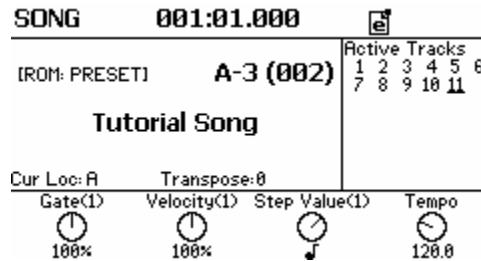 SONG 001:01.000 e
Active Tracks
1 2 3 4 5 6
7 8 9 10 11
[ROM: PRESET] A-3 (002)
Tutorial Song
Cur Loc: A Transpose:0
Gate(1) Velocity(1) Step Value(1) Tempo
100% 100% 120.0